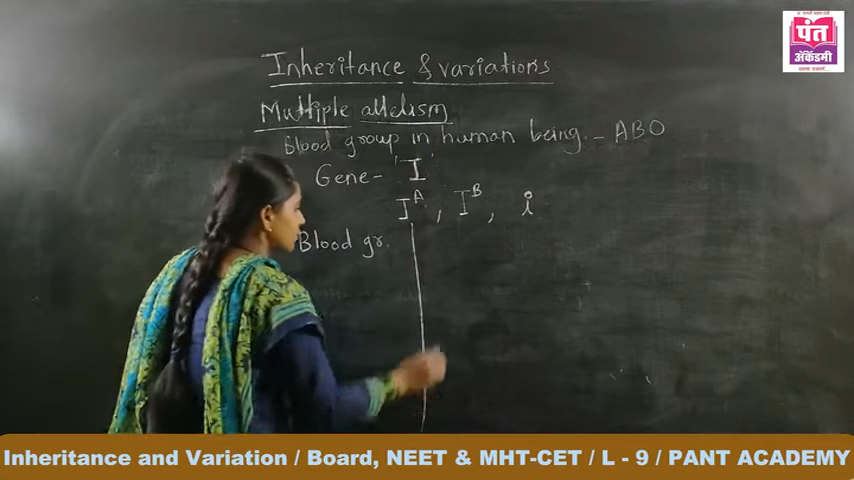 पंत
अ‍ॅकॅडमी
Inheritance & variations
Multiple allelism
Blood group in human being. - ABO
Gene - 'I'
I^A, I^B, i
Blood gr.
Inheritance and Variation / Board, NEET & MHT-CET / L - 9 / PANT ACADEMY